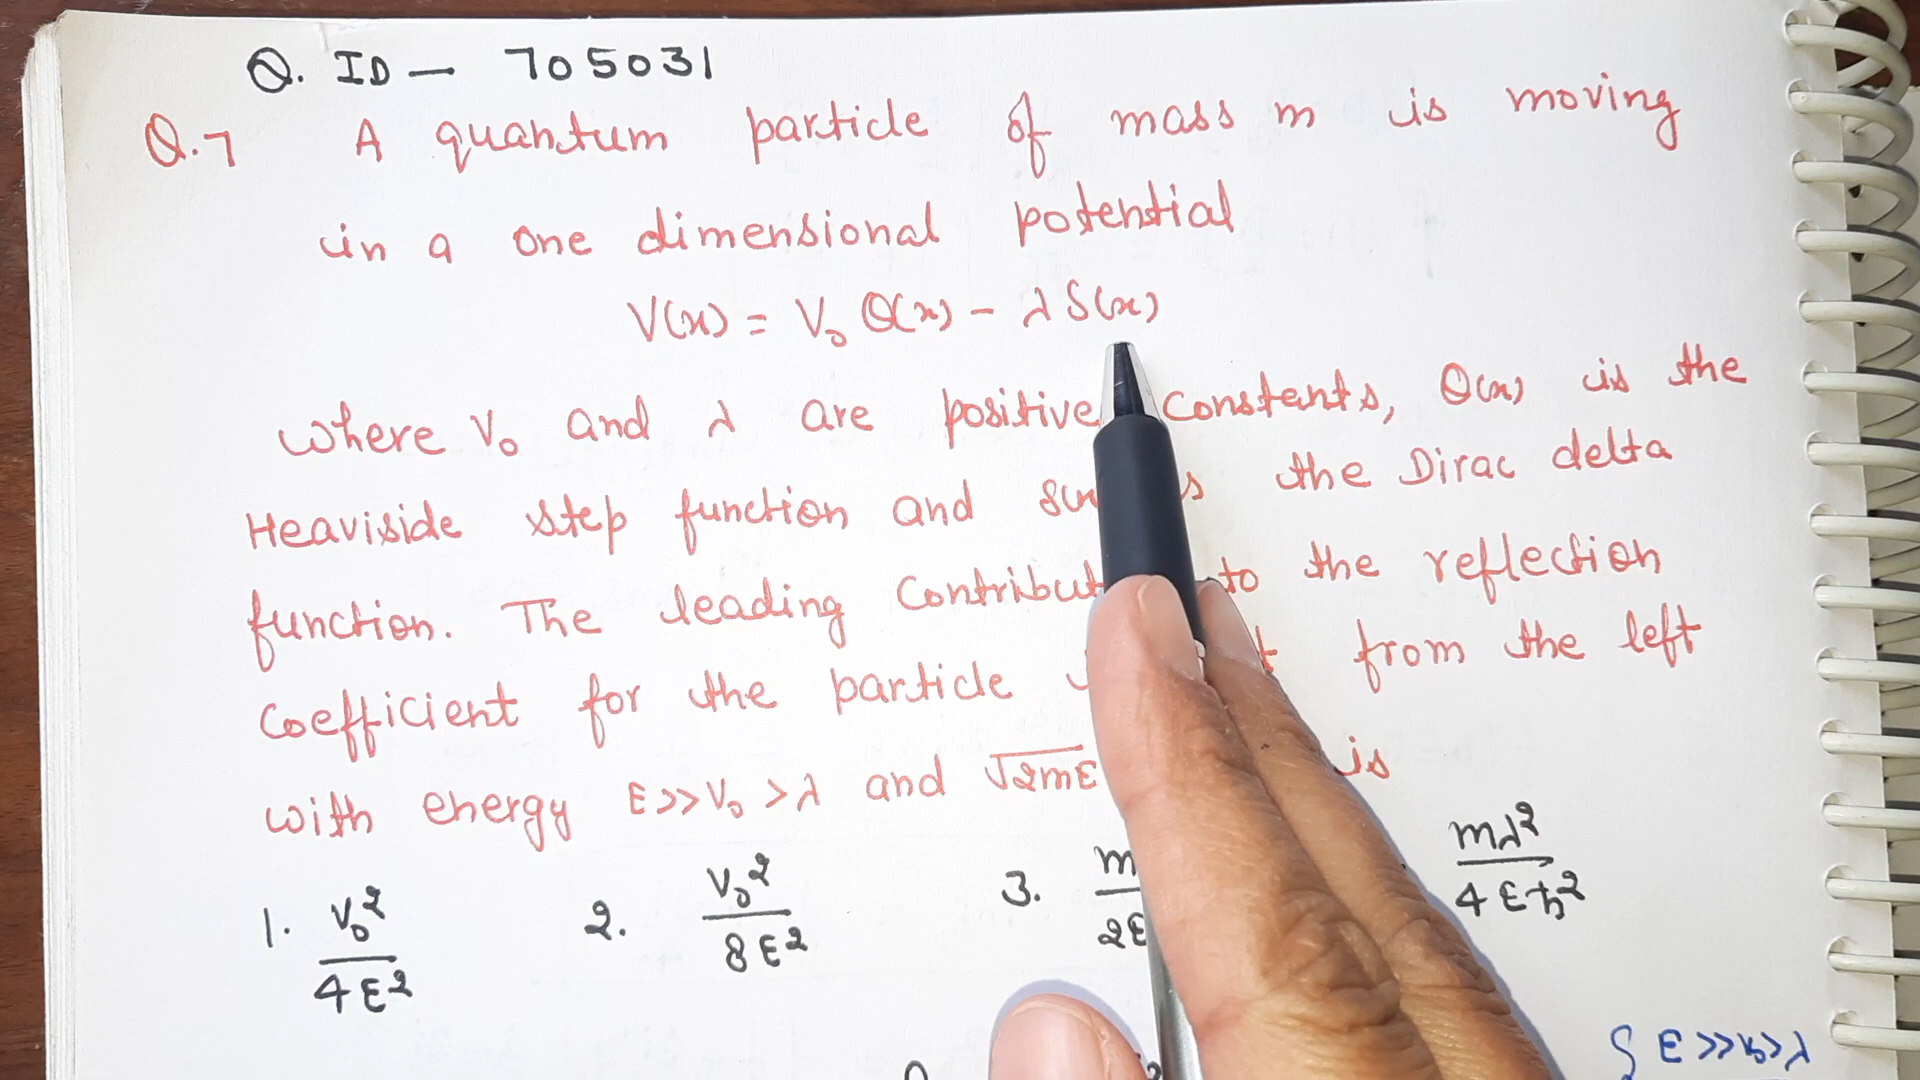 Q. ID — 705031
Q.7 A quantum particle of mass m is moving
in a one dimensional potential
V(x) = V₀ θ(x) - λ δ(x)
where V₀ and λ are positive constants, θ(x) is the
Heaviside step function and the Dirac delta
function. The leading to the reflection
coefficient for the particle from the left
with energy E >> V₀ > λ and √2mE is
1. V₀²/4E² 2. V₀²/8E² 3. mλ²/4Eħ²
E >> V₀ > λ